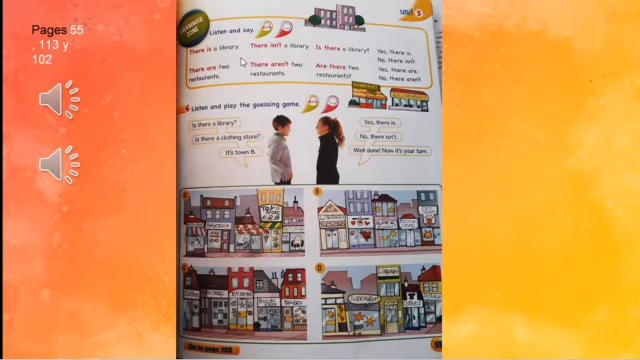 Pages 55
, 113 y
102
unit 5
GRAMMAR
ZONE
Listen and say.
There is a library.
There isn't a library.
Is there a library?
Yes, there is.
No, there isn't.
There are two
restaurants.
There aren't two
restaurants.
Are there two
restaurants?
Yes, there are.
No, there aren't.
Listen and play the guessing game.
Is there a library?
Yes, there is.
Is there a clothing store?
No, there isn't.
It's town B.
Well done! Now it's your turn.
A
B
LIBRARY
D
LIBRARY
SUPERMARKET
BAKERY
Go to page 102
55